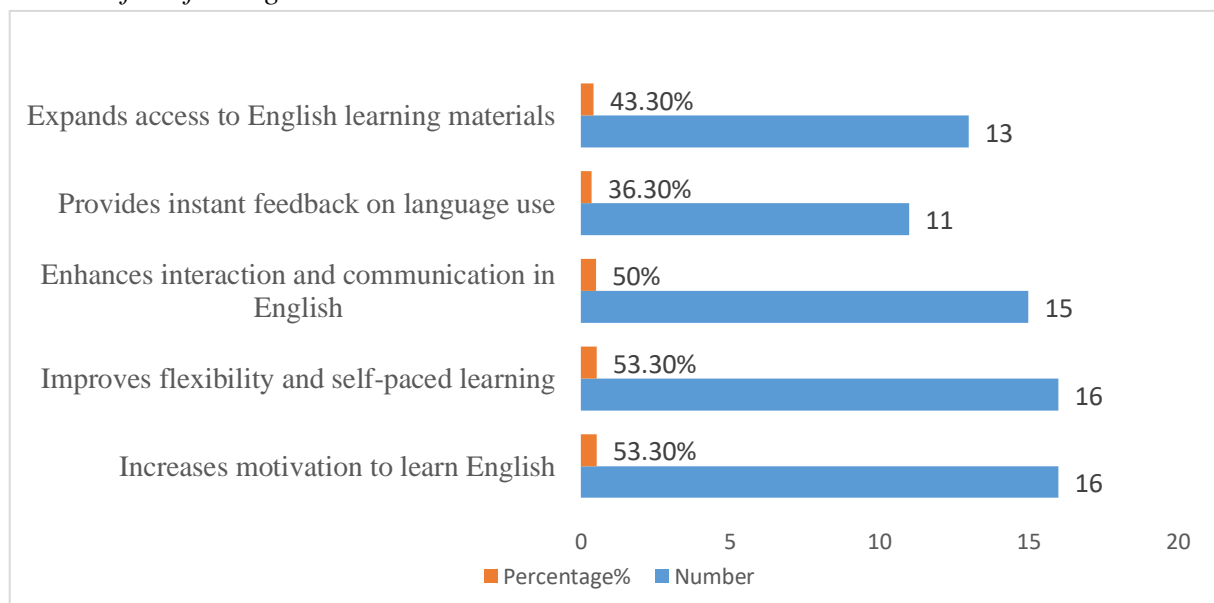 Expands access to English learning materials
43.30%
13
Provides instant feedback on language use
36.30%
11
Enhances interaction and communication in
English
50%
15
Improves flexibility and self-paced learning
53.30%
16
Increases motivation to learn English
53.30%
16
0 5 10 15 20
Percentage% Number